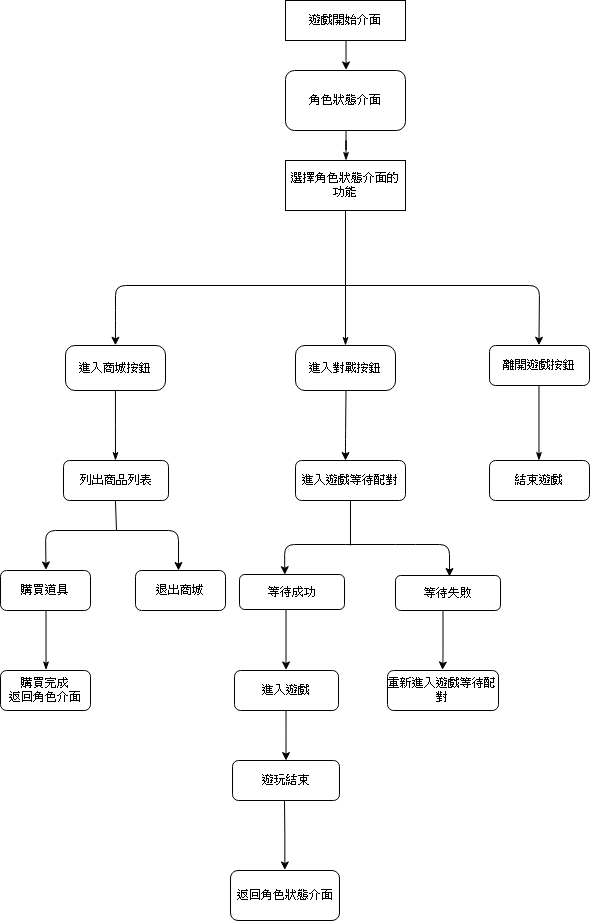 遊戲開始介面
角色狀態介面
選擇角色狀態介面的
功能
進入商城按鈕
進入對戰按鈕
離開遊戲按鈕
列出商品列表
進入遊戲等待配對
結束遊戲
購買道具
退出商城
等待成功
等待失敗
購買完成
返回角色介面
進入遊戲
重新進入遊戲等待配
對
遊玩結束
返回角色狀態介面